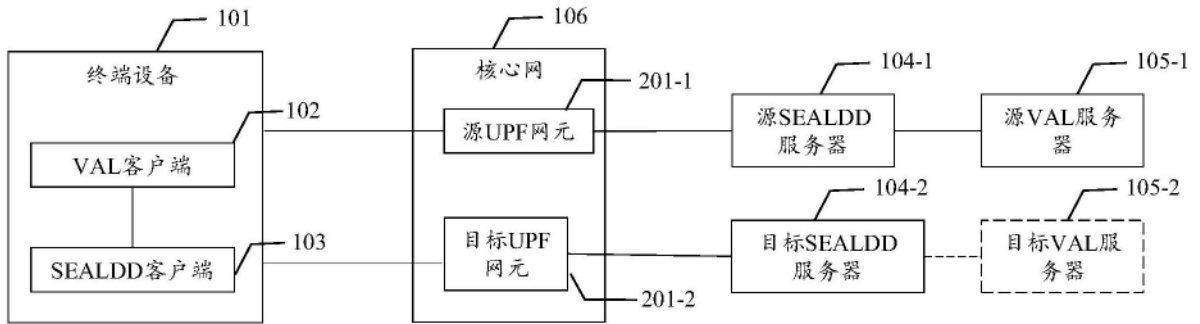 101
106
终端设备
核心网
104-1
105-1
102
201-1
源UPF网元
源SEALDD
服务器
源VAL服务
器
VAL客户端
104-2
105-2
103
目标UPF
网元
目标SEALDD
服务器
目标VAL服
务器
SEALDD客户端
201-2